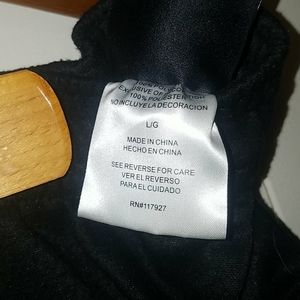 NO INCLUYE LA DECORACION
L/G
MADE IN CHINA
HECHO EN CHINA
SEE REVERSE FOR CARE
VER EL REVERSO
PARA EL CUIDADO
RN#117927